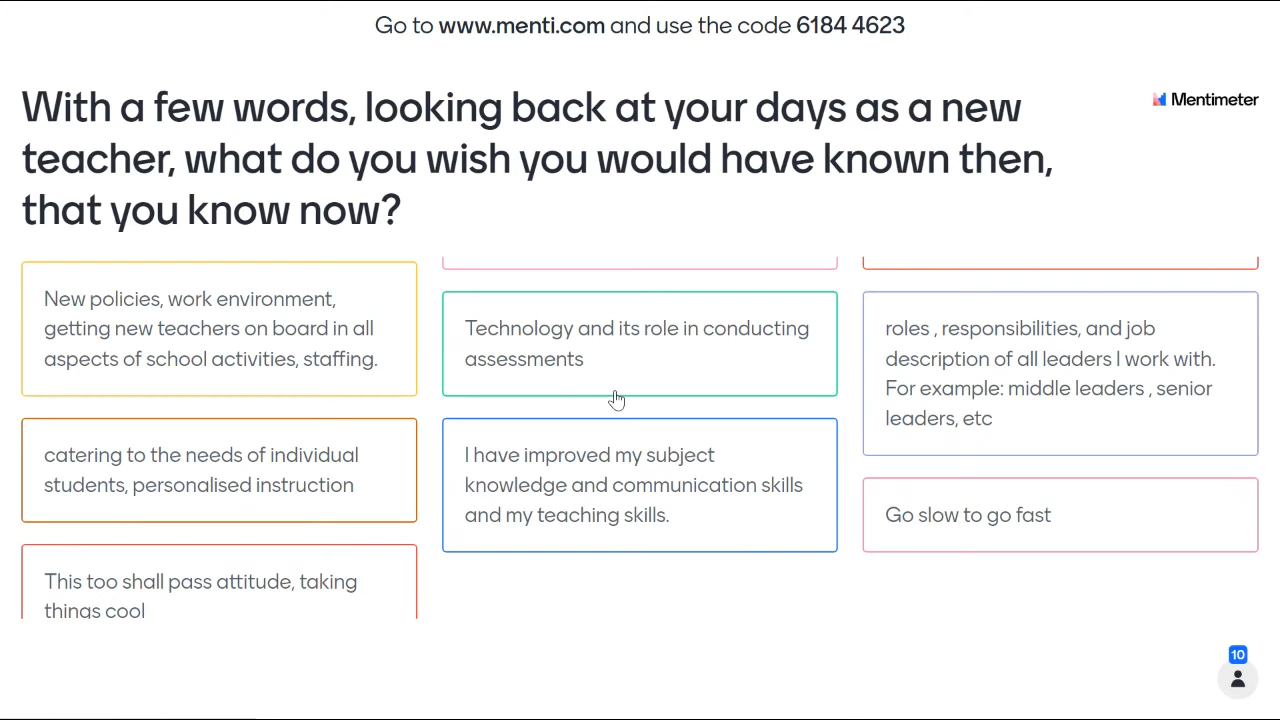 Go to www.menti.com and use the code 6184 4623
With a few words, looking back at your days as a new
teacher, what do you wish you would have known then,
that you know now?
Mentimeter
New policies, work environment,
getting new teachers on board in all
aspects of school activities, staffing.
catering to the needs of individual
students, personalised instruction
This too shall pass attitude, taking
things cool
Technology and its role in conducting
assessments
I have improved my subject
knowledge and communication skills
and my teaching skills.
roles , responsibilities, and job
description of all leaders I work with.
For example: middle leaders , senior
leaders, etc
Go slow to go fast
10